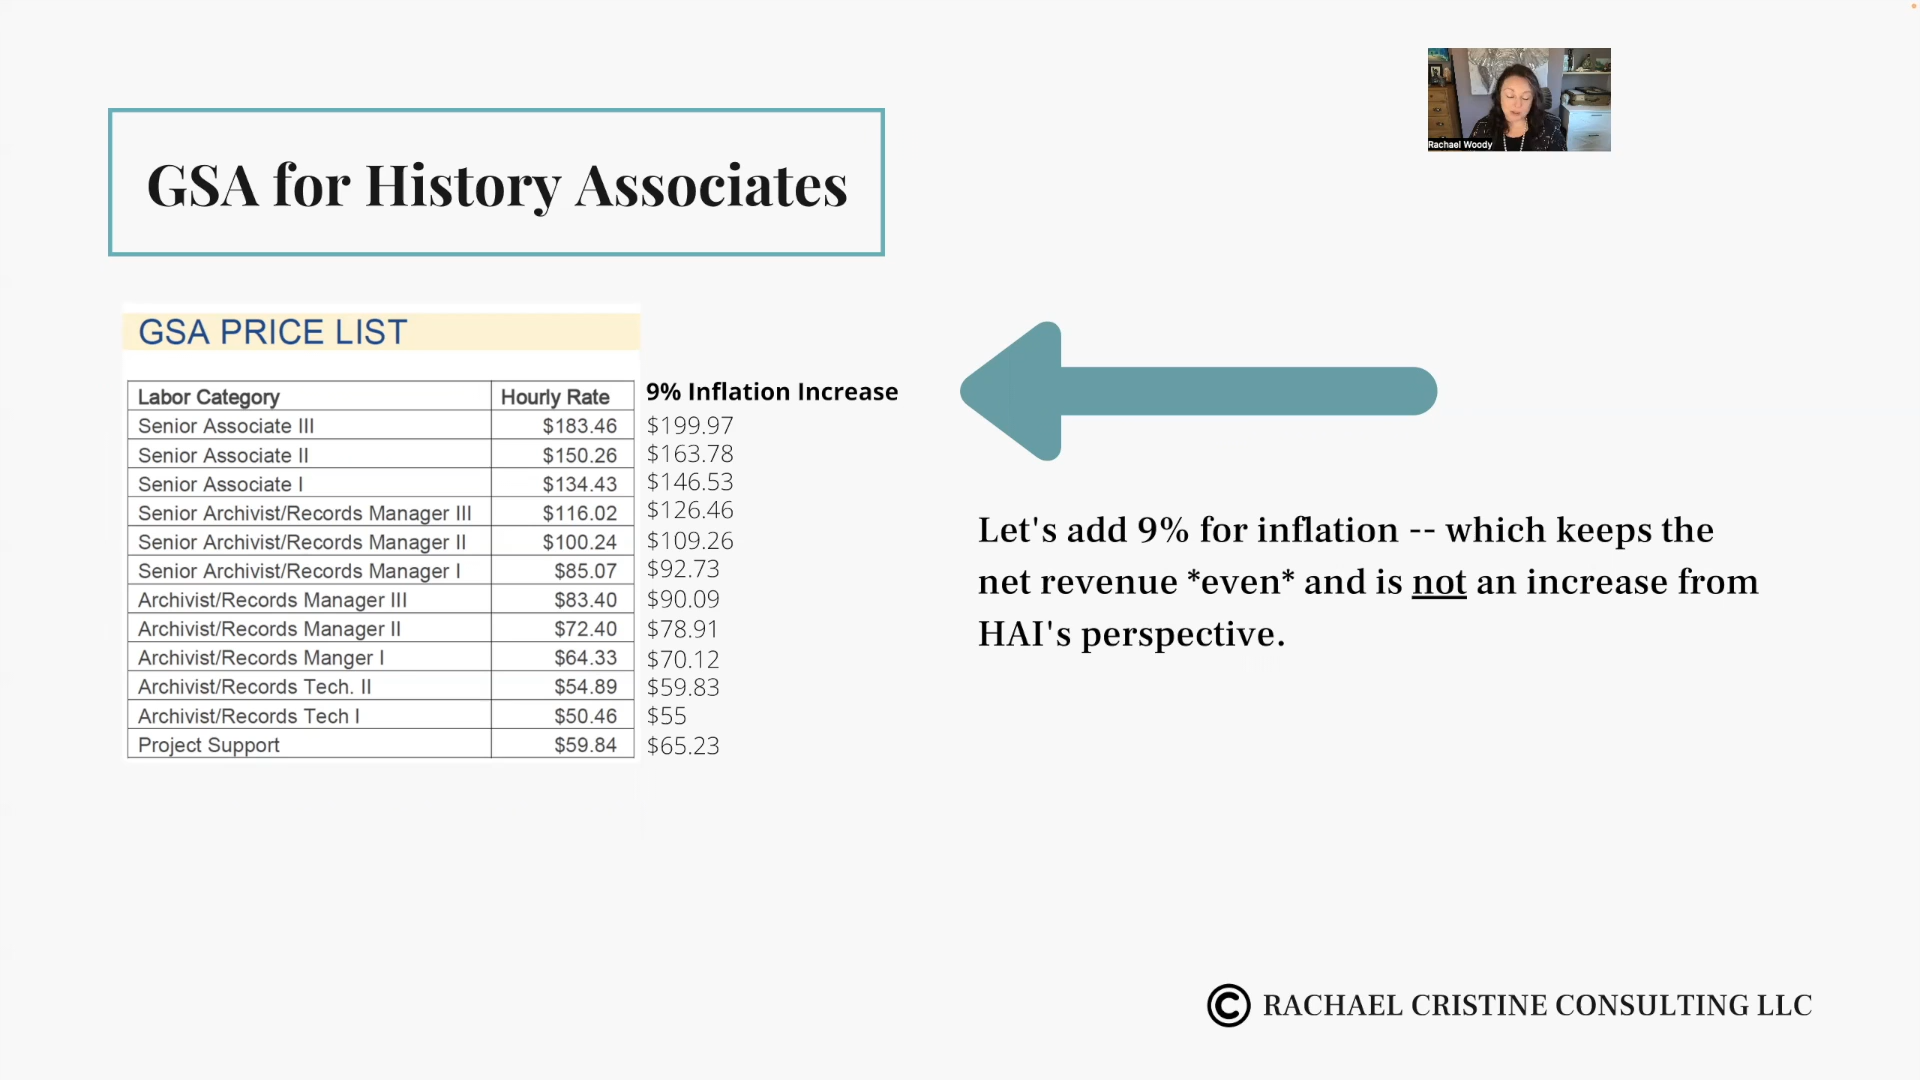 Rachael Woody
GSA for History Associates
GSA PRICE LIST
Labor Category Hourly Rate 9% Inflation Increase
Senior Associate III $183.46 $199.97
Senior Associate II $150.26 $163.78
Senior Associate I $134.43 $146.53
Senior Archivist/Records Manager III $116.02 $126.46
Senior Archivist/Records Manager II $100.24 $109.26
Senior Archivist/Records Manager I $85.07 $92.73
Archivist/Records Manager III $83.40 $90.09
Archivist/Records Manager II $72.40 $78.91
Archivist/Records Manger I $64.33 $70.12
Archivist/Records Tech. II $54.89 $59.83
Archivist/Records Tech I $50.46 $55
Project Support $59.84 $65.23
Let's add 9% for inflation -- which keeps the
net revenue *even* and is not an increase from
HAI's perspective.
© RACHAEL CRISTINE CONSULTING LLC